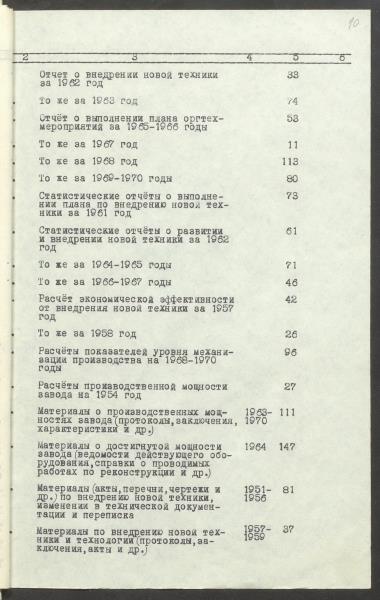 10
2 3 4 5 6
Отчет о внедрении новой техники 33
за 1962 год
То же за 1963 год 74
Отчёт о выполнении плана оргтех- 53
мероприятий за 1965-1966 годы
То же за 1967 год 11
То же за 1968 год 113
То же за 1969-1970 годы 80
Статистические отчёты о выполне- 73
нии плана по внедрению новой тех-
ники за 1961 год
Статистические отчёты о развитии 61
и внедрении новой техники за 1962
год
То же за 1964-1965 годы 71
То же за 1966-1967 годы 46
Расчёт экономической эффективности 42
от внедрения новой техники за 1957
год
То же за 1958 год 26
Расчёты показателей уровня механи- 96
зации производства на 1968-1970
годы
Расчёты производственной мощности 27
завода на 1954 год
Материалы о производственных мощ- 1963- 111
ностях завода(протоколы,заключения, 1970
характеристики и др.)
Материалы о достигнутой мощности 1964 147
завода(ведомости действующего обо-
рудования,справки о проводимых
работах по реконструкции и др.)
Материалы(акты,перечни,чертежи и 1951- 81
др.)по внедрению новой техники, 1956
изменении в технической докумен-
тации и переписка
Материалы по внедрению новой тех- 1957- 37
ники и технологии(протоколы,за- 1959
ключения,акты и др.)